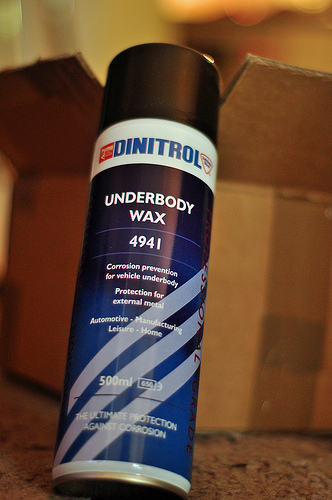 DINITROL
UNDERBODY
WAX
4941
Corrosion prevention
for vehicle underbody
Protection for
external metal
Automotive - Manufacturing
Leisure - Home
500ml 650
THE ULTIMATE PROTECTION
AGAINST CORROSION